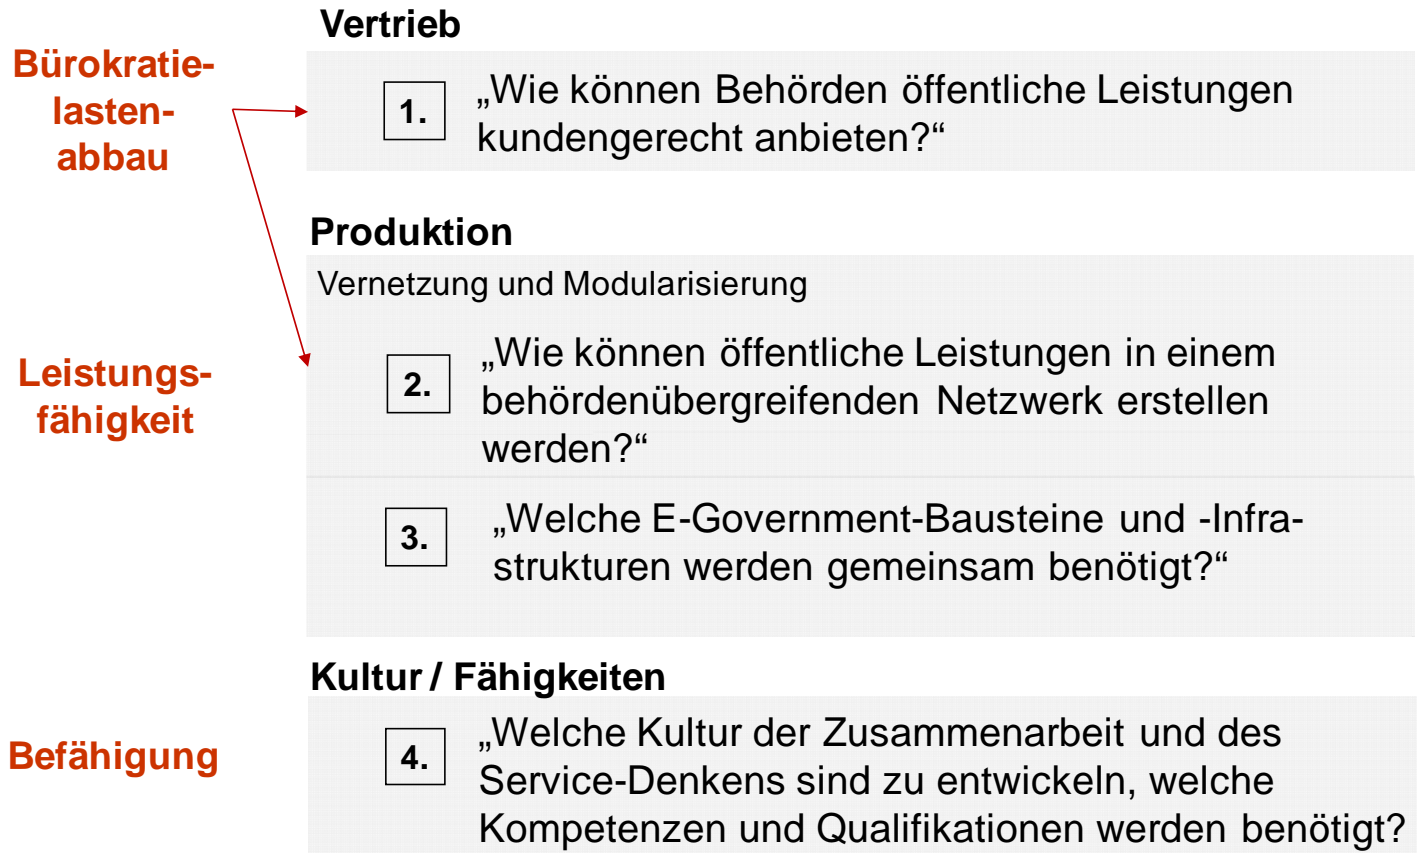 Vertrieb
Bürokratie-
lasten-
abbau
1.
„Wie können Behörden öffentliche Leistungen
kundengerecht anbieten?“
Produktion
Vernetzung und Modularisierung
Leistungs-
fähigkeit
2.
„Wie können öffentliche Leistungen in einem
behördenübergreifenden Netzwerk erstellen
werden?“
3.
„Welche E-Government-Bausteine und -Infra-
strukturen werden gemeinsam benötigt?“
Kultur / Fähigkeiten
Befähigung
4.
„Welche Kultur der Zusammenarbeit und des
Service-Denkens sind zu entwickeln, welche
Kompetenzen und Qualifikationen werden benötigt?